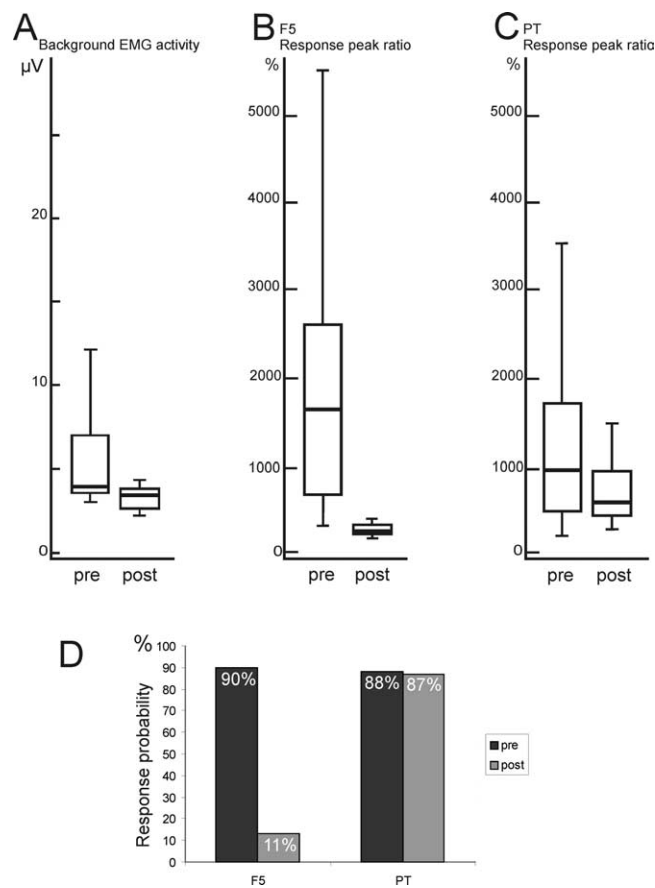 A
Background EMG activity
µV
20
10
0
pre
post
B
F5
Response peak ratio
%
5000
4000
3000
2000
1000
0
pre
post
C
PT
Response peak ratio
%
5000
4000
3000
2000
1000
0
pre
post
D
%
Response probability
100
90
80
70
60
50
40
30
20
10
0
90%
11%
88%
87%
F5
PT
pre
post